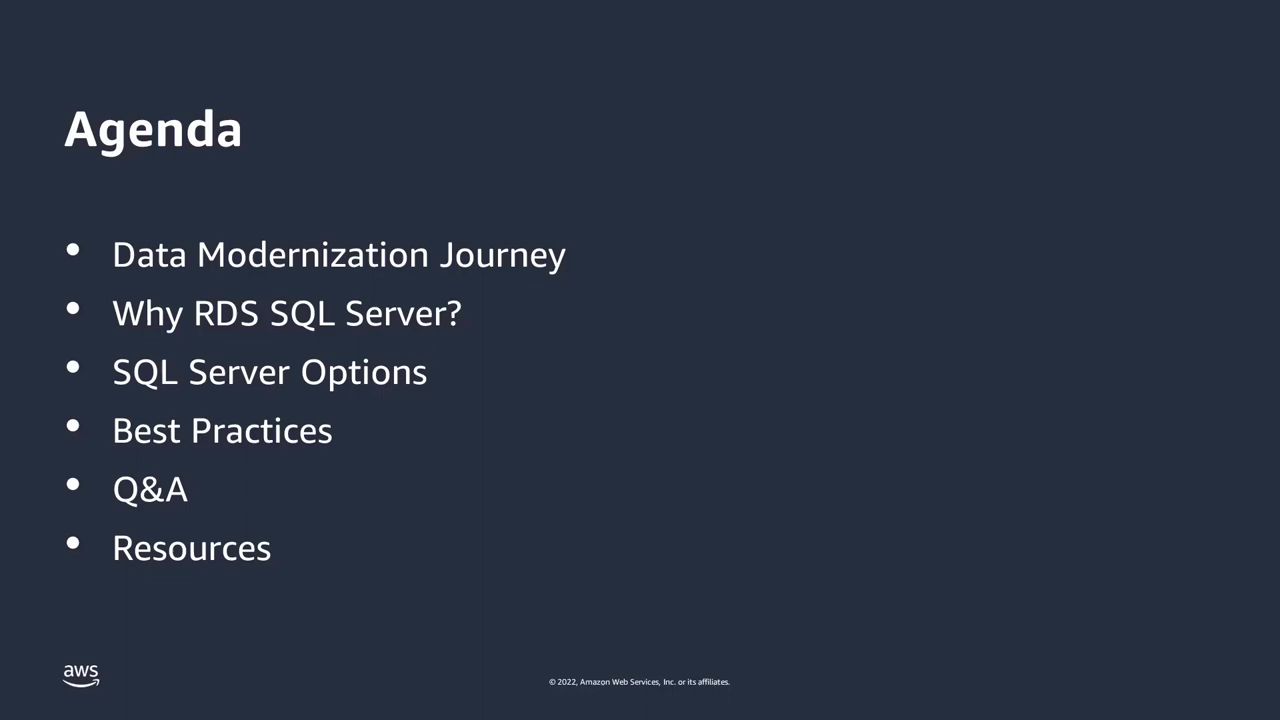 Agenda
• Data Modernization Journey
• Why RDS SQL Server?
• SQL Server Options
• Best Practices
• Q&A
• Resources
aws
© 2022, Amazon Web Services, Inc. or its affiliates.